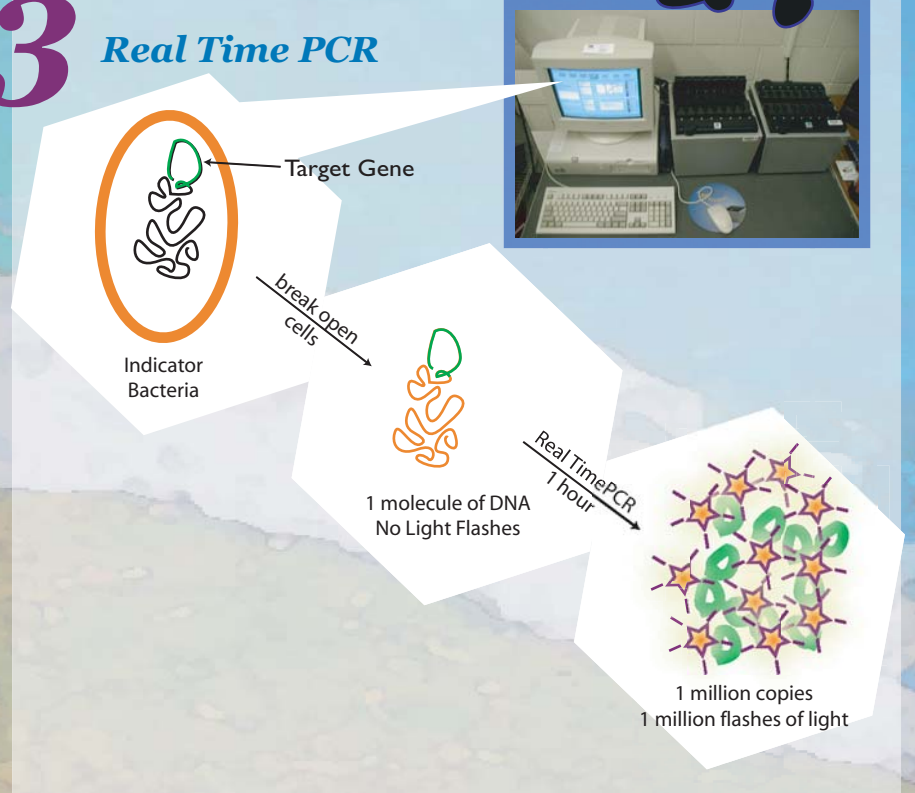 3
Real Time PCR
Target Gene
Indicator
Bacteria
break open
cells
1 molecule of DNA
No Light Flashes
Real TimePCR
1 hour
1 million copies
1 million flashes of light